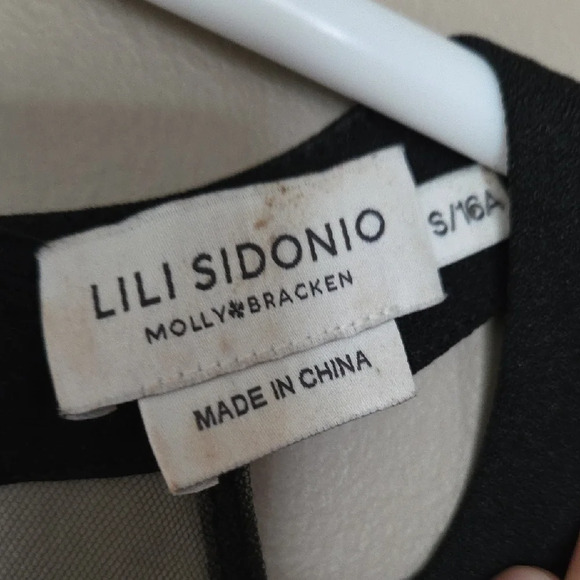 LILI SIDONIO
MOLLY✽BRACKEN
S/16A
MADE IN CHINA